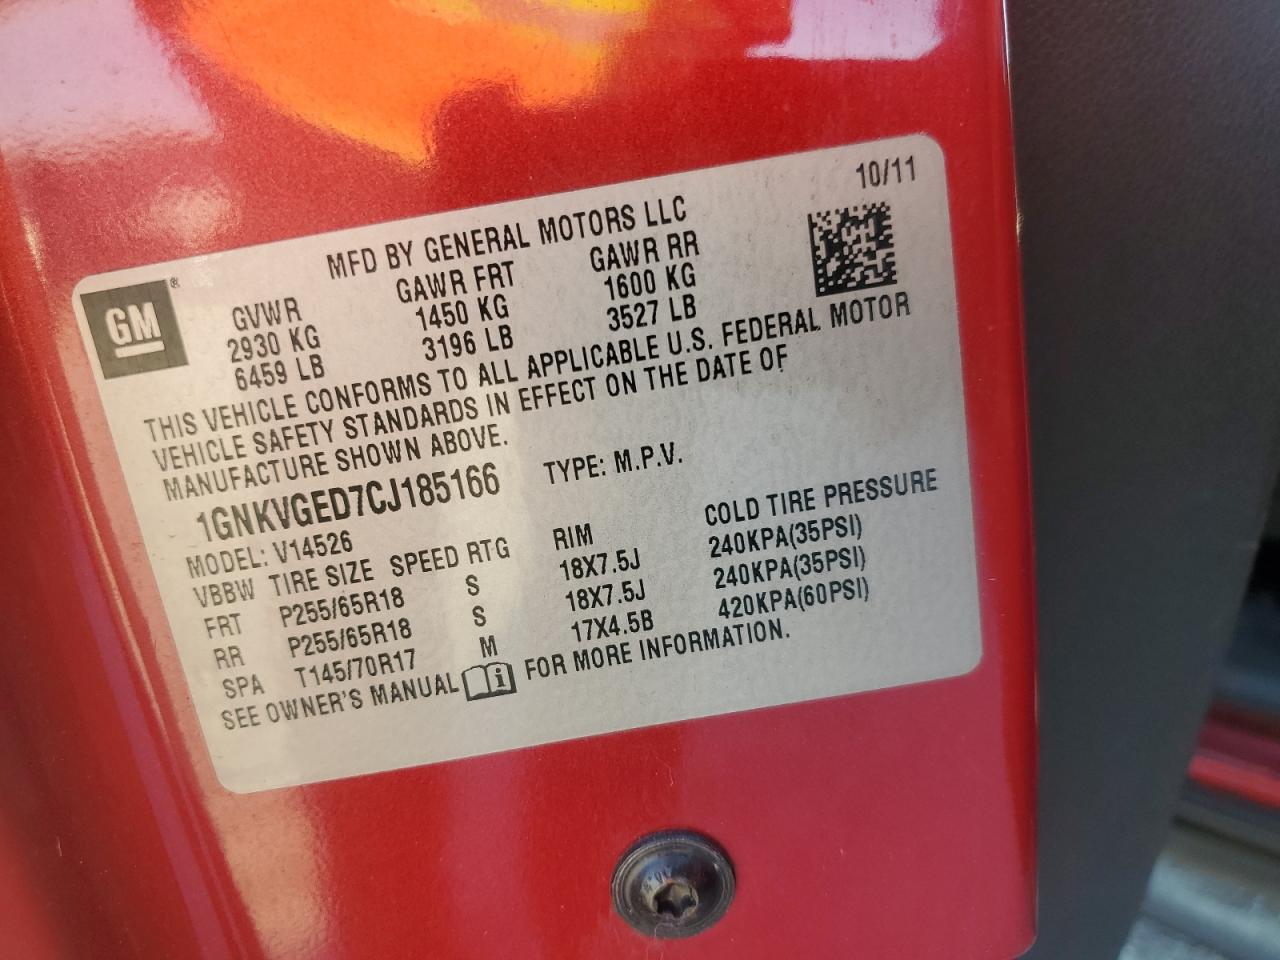 10/11
MFD BY GENERAL MOTORS LLC
GM®
GVWR GAWR FRT GAWR RR
2930 KG 1450 KG 1600 KG
6459 LB 3196 LB 3527 LB
THIS VEHICLE CONFORMS TO ALL APPLICABLE U.S. FEDERAL MOTOR
VEHICLE SAFETY STANDARDS IN EFFECT ON THE DATE OF
MANUFACTURE SHOWN ABOVE.
1GNKVGED7CJ185166 TYPE: M.P.V.
MODEL: V14526
VBBW TIRE SIZE SPEED RTG RIM COLD TIRE PRESSURE
FRT P255/65R18 S 18X7.5J 240KPA(35PSI)
RR P255/65R18 S 18X7.5J 240KPA(35PSI)
SPA T145/70R17 M 17X4.5B 420KPA(60PSI)
SEE OWNER'S MANUAL i FOR MORE INFORMATION.